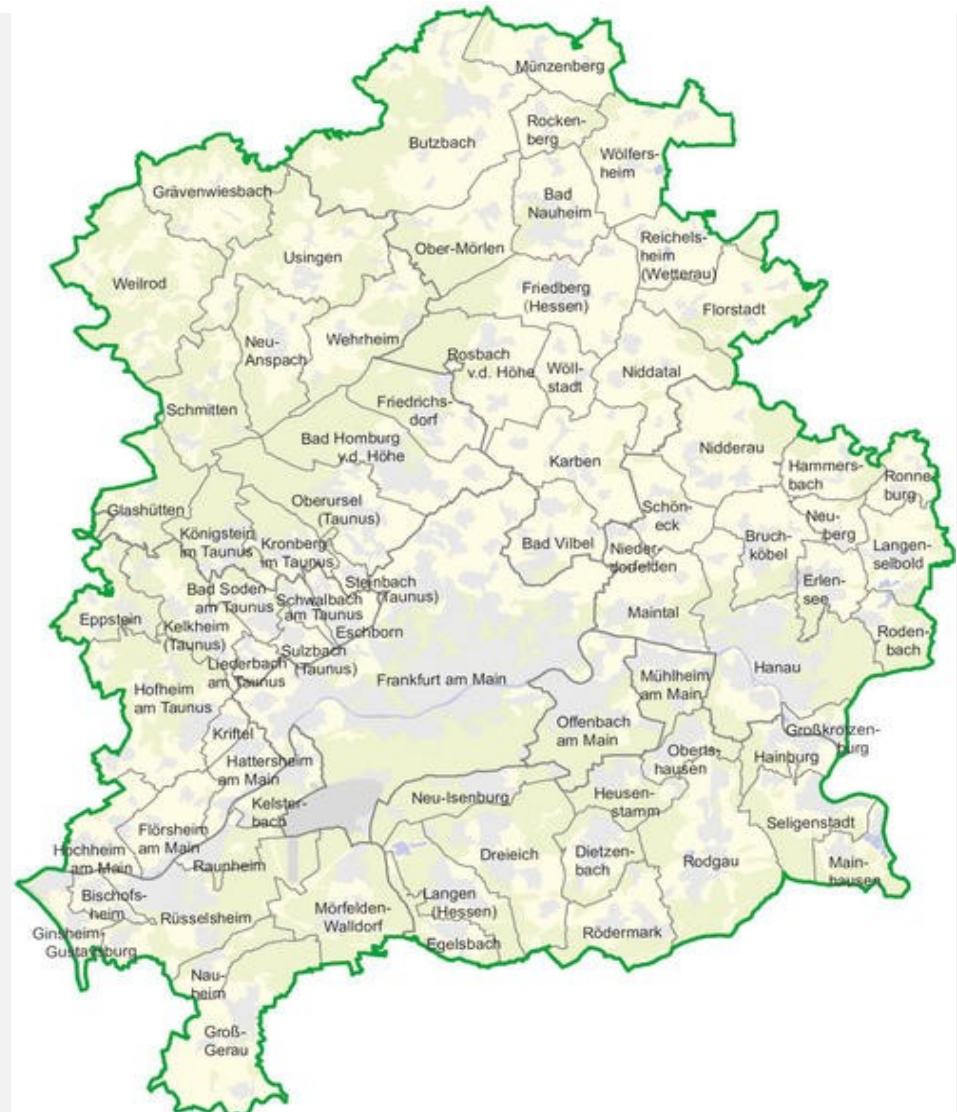 Münzenberg
Rocken-
berg
Butzbach
Wölfers-
heim
Grävenwiesbach
Bad
Nauheim
Usingen
Ober-Mörlen
Reichels-
heim
(Wetterau)
Weilrod
Friedberg
(Hessen)
Florstadt
Neu-
Anspach
Wehrheim
Rosbach
v.d. Höhe
Wöll-
stadt
Niddatal
Schmitten
Friedrichs-
dorf
Bad Homburg
v.d. Höhe
Karben
Nidderau
Hammers-
bach
Ronne
burg
Glashütten
Oberursel
(Taunus)
Schön-
eck
Neu-
berg
Königstein
im Taunus
Kronberg
im Taunus
Bad Vilbel
Nieder-
dorfelden
Bruch-
köbel
Langen-
selbold
Steinbach
(Taunus)
Bad Soden
am Taunus
Schwalbach
am Taunus
Erlen-
see
Eppstein
Kelkheim
(Taunus)
Eschborn
Maintal
Rodenbach
Sulzbach
(Taunus)
Liederbach
am Taunus
Frankfurt am Main
Mühlheim
am Main
Hanau
Hofheim
am Taunus
Kriftel
Offenbach
am Main
Großkrotzen-
burg
Hattersheim
am Main
Oberts-
hausen
Hainburg
Kelster-
bach
Neu-Isenburg
Heusen-
stamm
Seligenstadt
Flörsheim
am Main
Hochheim
am Main
Raunheim
Dreieich
Dietzen-
bach
Rodgau
Main-
hausen
Bischofs-
heim
Rüsselsheim
Mörfelden-
Walldorf
Langen
(Hessen)
Ginsheim-
Gustavsburg
Egelsbach
Rödermark
Nau-
heim
Groß-
Gerau